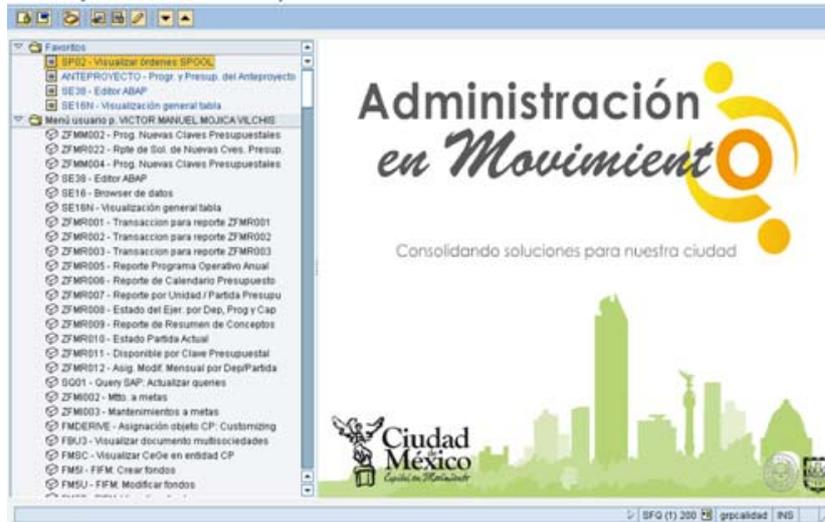 Favoritos
SP02 - Visualizar órdenes SPOOL
ANTEPROYECTO - Progr. y Presup. del Anteproyecto
SE38 - Editor ABAP
SE16N - Visualización general tabla
Menú usuario p. VICTOR MANUEL MOJICA VILCHIS
ZFMM002 - Prog. Nuevas Claves Presupuestales
ZFMR022 - Rpte de Sol. de Nuevas Cves. Presup.
ZFMM004 - Prog. Nuevas Claves Presupuestales
SE38 - Editor ABAP
SE16 - Browser de datos
SE16N - Visualización general tabla
ZFMR001 - Transaccion para reporte ZFMR001
ZFMR002 - Transaccion para reporte ZFMR002
ZFMR003 - Transaccion para reporte ZFMR003
ZFMR005 - Reporte Programa Operativo Anual
ZFMR006 - Reporte de Calendario Presupuesto
ZFMR007 - Reporte por Unidad / Partida Presupu
ZFMR008 - Estado del Ejer. por Dep, Prog y Cap
ZFMR009 - Reporte de Resumen de Conceptos
ZFMR010 - Estado Partida Actual
ZFMR011 - Disponible por Clave Presupuestal
ZFMR012 - Asig. Modif. Mensual por Dep/Partida
SQ01 - Query SAP: Actualizar queries
ZFMI002 - Mtto. a metas
ZFMI003 - Mantenimientos a metas
FMDERIVE - Asignación objeto CP: Customizing
FBU3 - Visualizar documento multisociedades
FMSC - Visualizar CeGe en entidad CP
FM5I - FIFM: Crear fondos
FM5U - FIFM: Modificar fondos
Administración
en Movimiento
Consolidando soluciones para nuestra ciudad
Ciudad
de
México
Capital en Movimiento
SFQ (1) 200 grpcalidad INS